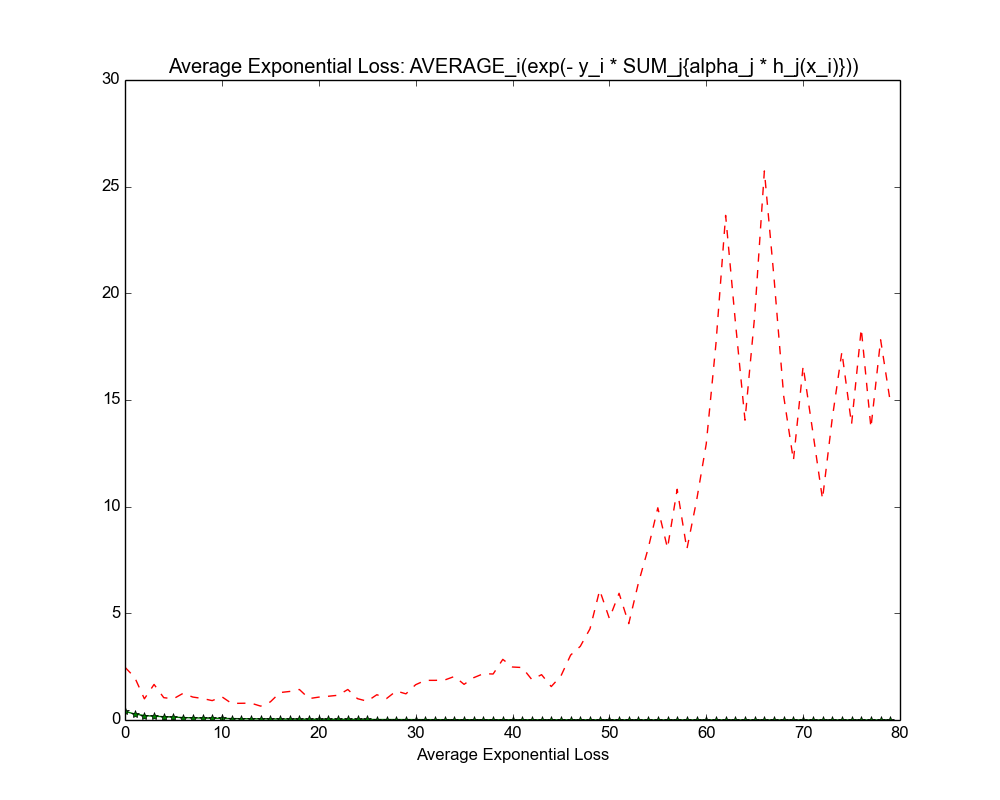 Average Exponential Loss: AVERAGE_i(exp(- y_i * SUM_j{alpha_j * h_j(x_i)}))
30
25
20
15
10
5
0
0 10 20 30 40 50 60 70 80
Average Exponential Loss